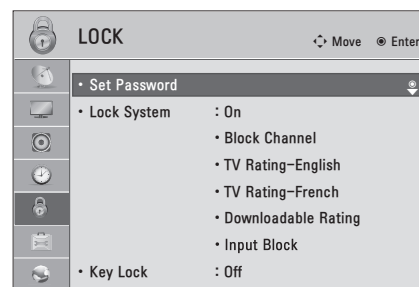 LOCK Move Enter
• Set Password
• Lock System : On
• Block Channel
• TV Rating-English
• TV Rating-French
• Downloadable Rating
• Input Block
• Key Lock : Off